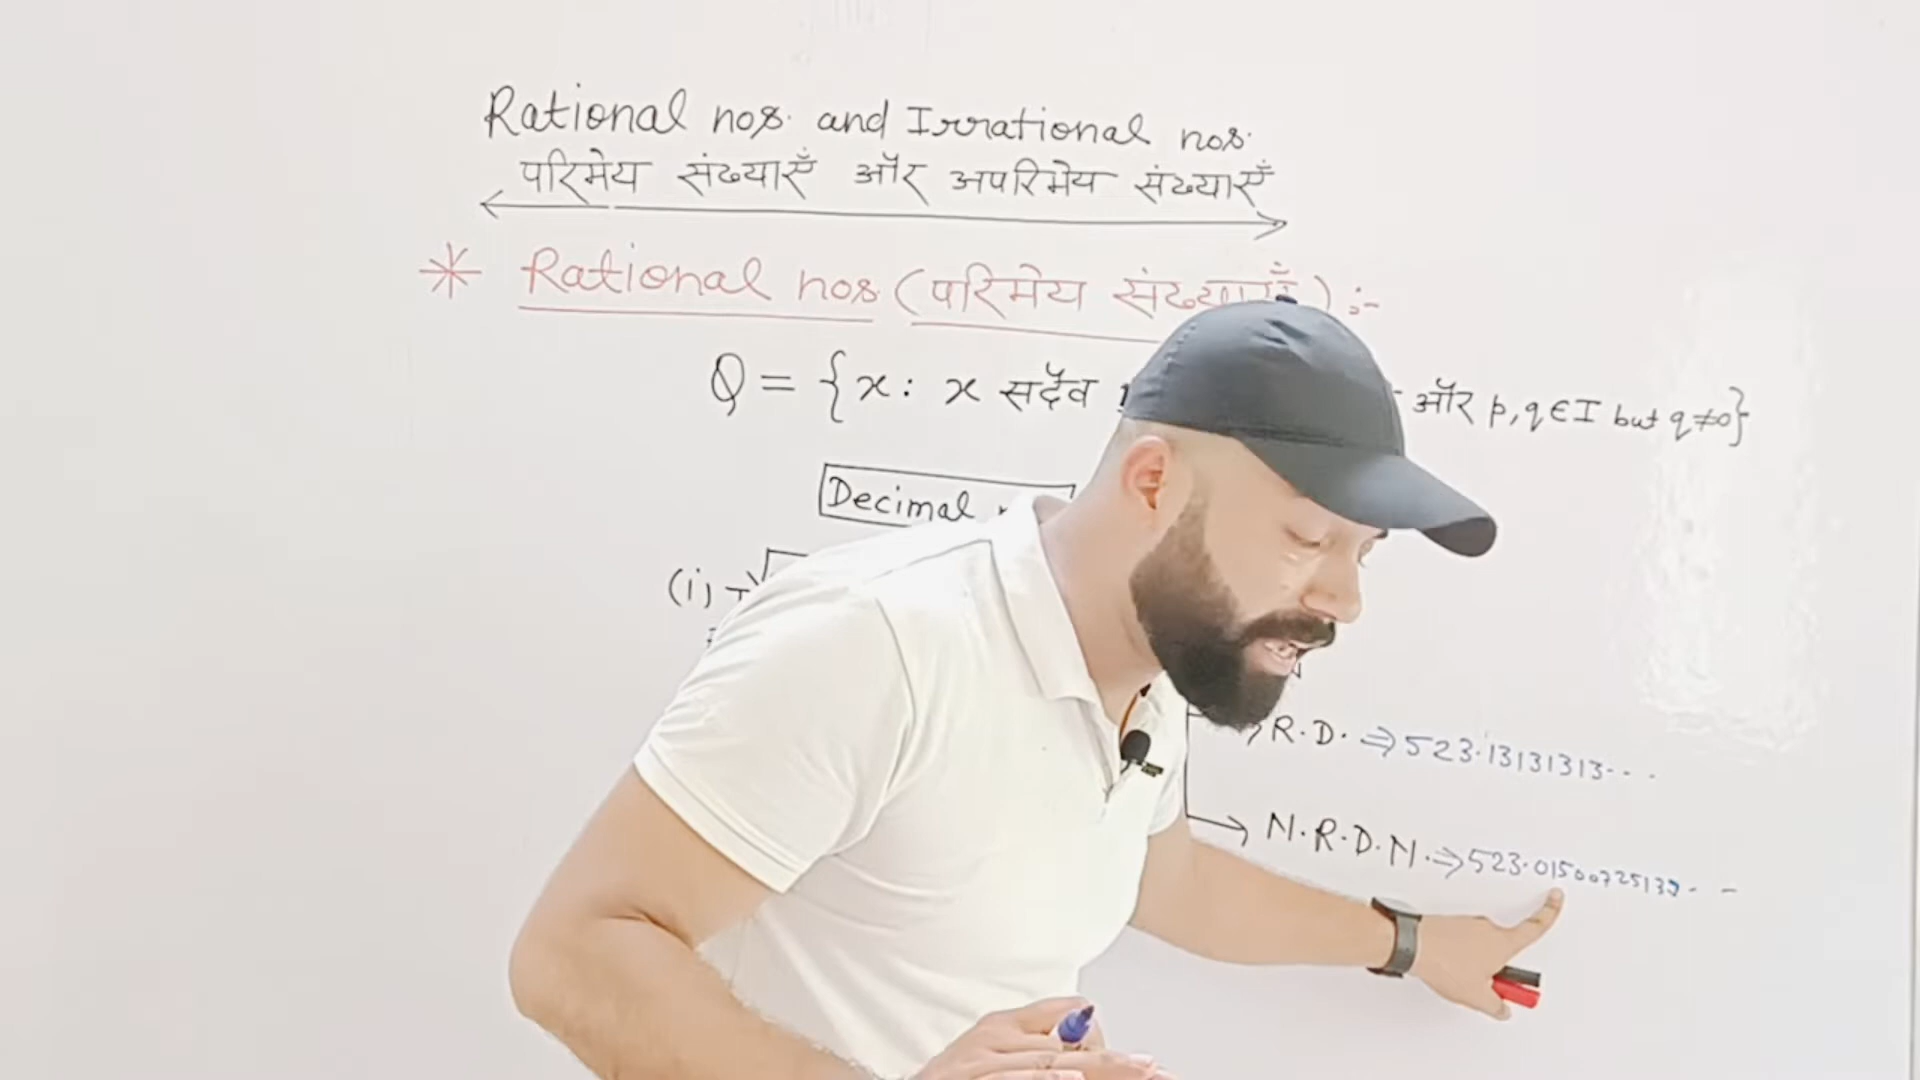 Rational nos. and Irrational nos.
परिमेय संख्याएँ और अपरिमेय संख्याएँ
* Rational nos. (परिमेय संख्याएँ) :-
Q = {x : x सदैव और p, q ∈ I but q ≠ 0}
Decimal
(i)
R.D. ⇒ 523.13131313...
N.R.D.N. ⇒ 523.01500725132- -